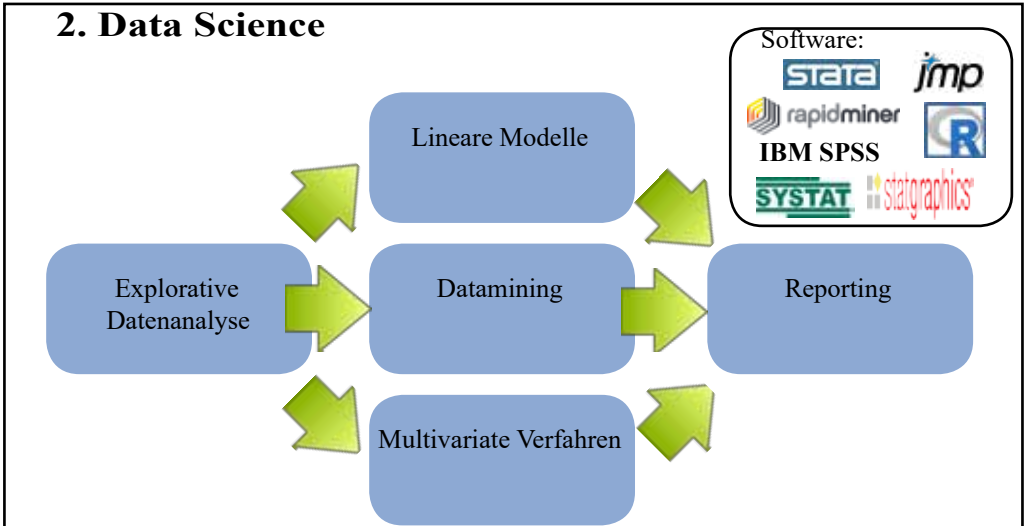 2. Data Science
Software:
STATA
jmp
rapidminer
R
IBM SPSS
SYSTAT
statgraphics®
Lineare Modelle
Explorative
Datenanalyse
Datamining
Reporting
Multivariate Verfahren